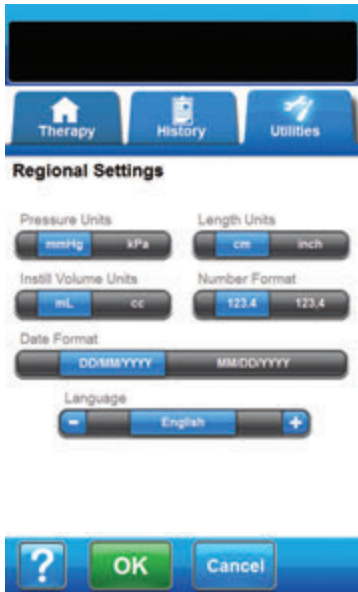 Therapy History Utilities
Regional Settings
Pressure Units Length Units
mmHg kPa cm inch
Instill Volume Units Number Format
mL cc 123.4 123,4
Date Format
DD/MM/YYYY MM/DD/YYYY
Language
- English +
? OK Cancel